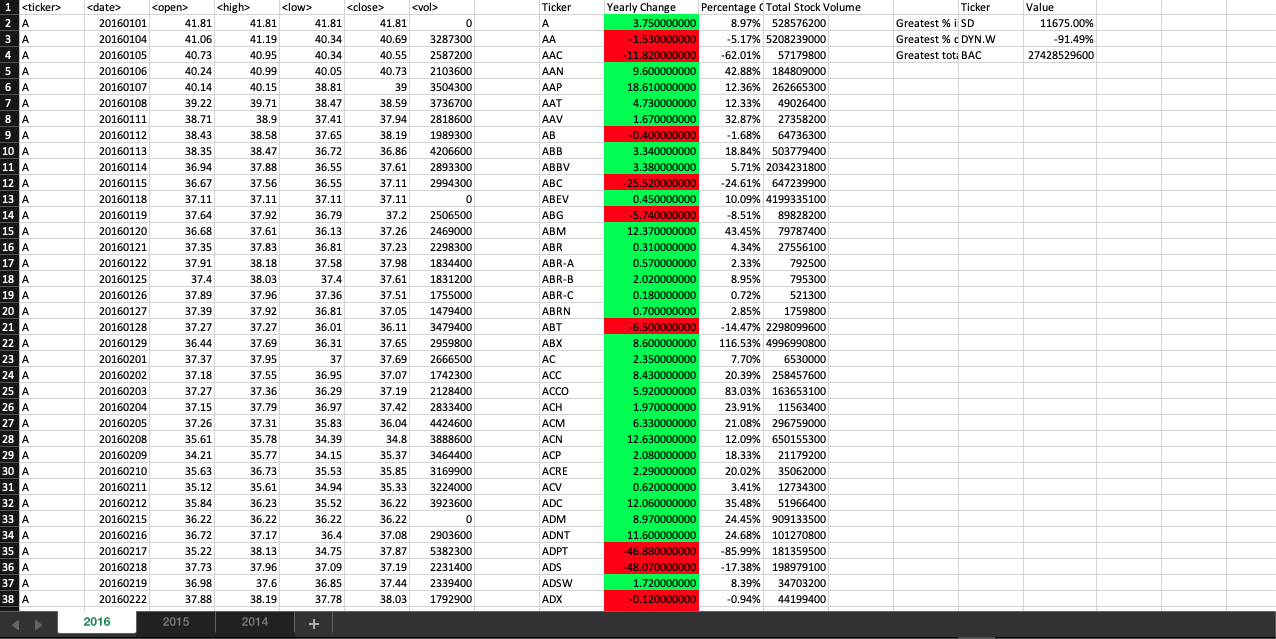 1 <ticker> <date> <open> <high> <low> <close> <vol> Ticker Yearly Change Percentage C Total Stock Volume Ticker Value
2 A 20160101 41.81 41.81 41.81 41.81 0 A 3.750000000 8.97% 528576200 Greatest % i SD 11675.00%
3 A 20160104 41.06 41.19 40.34 40.69 3287300 AA -1.530000000 -5.17% 5208239000 Greatest % d DYN.W -91.49%
4 A 20160105 40.73 40.95 40.34 40.55 2587200 AAC -11.820000000 -62.01% 57179800 Greatest tota BAC 27428529600
5 A 20160106 40.24 40.99 40.05 40.73 2103600 AAN 9.600000000 42.88% 184809000
6 A 20160107 40.14 40.15 38.81 39 3504300 AAP 18.610000000 12.36% 262665300
7 A 20160108 39.22 39.71 38.47 38.59 3736700 AAT 4.730000000 12.33% 49026400
8 A 20160111 38.71 38.9 37.41 37.94 2818600 AAV 1.670000000 32.87% 27358200
9 A 20160112 38.43 38.58 37.65 38.19 1989300 AB -0.400000000 -1.68% 64736300
10 A 20160113 38.35 38.47 36.72 36.86 4206600 ABB 3.340000000 18.84% 503779400
11 A 20160114 36.94 37.88 36.55 37.61 2893300 ABBV 3.380000000 5.71% 2034231800
12 A 20160115 36.67 37.56 36.55 37.11 2994300 ABC -25.520000000 -24.61% 647239900
13 A 20160118 37.11 37.11 37.11 37.11 0 ABEV 0.450000000 10.09% 4199335100
14 A 20160119 37.64 37.92 36.79 37.2 2506500 ABG -5.740000000 -8.51% 89828200
15 A 20160120 36.68 37.61 36.13 37.26 2469000 ABM 12.370000000 43.45% 79787400
16 A 20160121 37.35 37.83 36.81 37.23 2298300 ABR 0.310000000 4.34% 27556100
17 A 20160122 37.91 38.18 37.58 37.98 1834400 ABR-A 0.570000000 2.33% 792500
18 A 20160125 37.4 38.03 37.4 37.61 1831200 ABR-B 2.020000000 8.95% 795300
19 A 20160126 37.89 37.96 37.36 37.51 1755000 ABR-C 0.180000000 0.72% 521300
20 A 20160127 37.39 37.92 36.81 37.05 1479400 ABRN 0.700000000 2.85% 1759800
21 A 20160128 37.27 37.27 36.01 36.11 3479400 ABT -6.500000000 -14.47% 2298099600
22 A 20160129 36.44 37.69 36.31 37.65 2959800 ABX 8.600000000 116.53% 4996990800
23 A 20160201 37.37 37.95 37 37.69 2666500 AC 2.350000000 7.70% 6530000
24 A 20160202 37.18 37.55 36.95 37.07 1742300 ACC 8.430000000 20.39% 258457600
25 A 20160203 37.27 37.36 36.29 37.19 2128400 ACCO 5.920000000 83.03% 163653100
26 A 20160204 37.15 37.79 36.97 37.42 2833400 ACH 1.970000000 23.91% 11563400
27 A 20160205 37.26 37.31 35.83 36.04 4424600 ACM 6.330000000 21.08% 296759000
28 A 20160208 35.61 35.78 34.39 34.8 3888600 ACN 12.630000000 12.09% 650155300
29 A 20160209 34.21 35.77 34.15 35.37 3464400 ACP 2.080000000 18.33% 21179200
30 A 20160210 35.63 36.73 35.53 35.85 3169900 ACRE 2.290000000 20.02% 35062000
31 A 20160211 35.12 35.61 34.94 35.33 3224000 ACV 0.620000000 3.41% 12734300
32 A 20160212 35.84 36.23 35.52 36.22 3923600 ADC 12.060000000 35.48% 51966400
33 A 20160215 36.22 36.22 36.22 36.22 0 ADM 8.970000000 24.45% 909133500
34 A 20160216 36.72 37.17 36.4 37.08 2903600 ADNT 11.600000000 24.68% 101270800
35 A 20160217 35.22 38.13 34.75 37.87 5382300 ADPT -46.880000000 -85.99% 181359500
36 A 20160218 37.73 37.96 37.09 37.19 2231400 ADS -48.070000000 -17.38% 198979100
37 A 20160219 36.98 37.6 36.85 37.44 2339400 ADSW 1.720000000 8.39% 34703200
38 A 20160222 37.88 38.19 37.78 38.03 1792900 ADX -0.120000000 -0.94% 44199400
2016 2015 2014 +